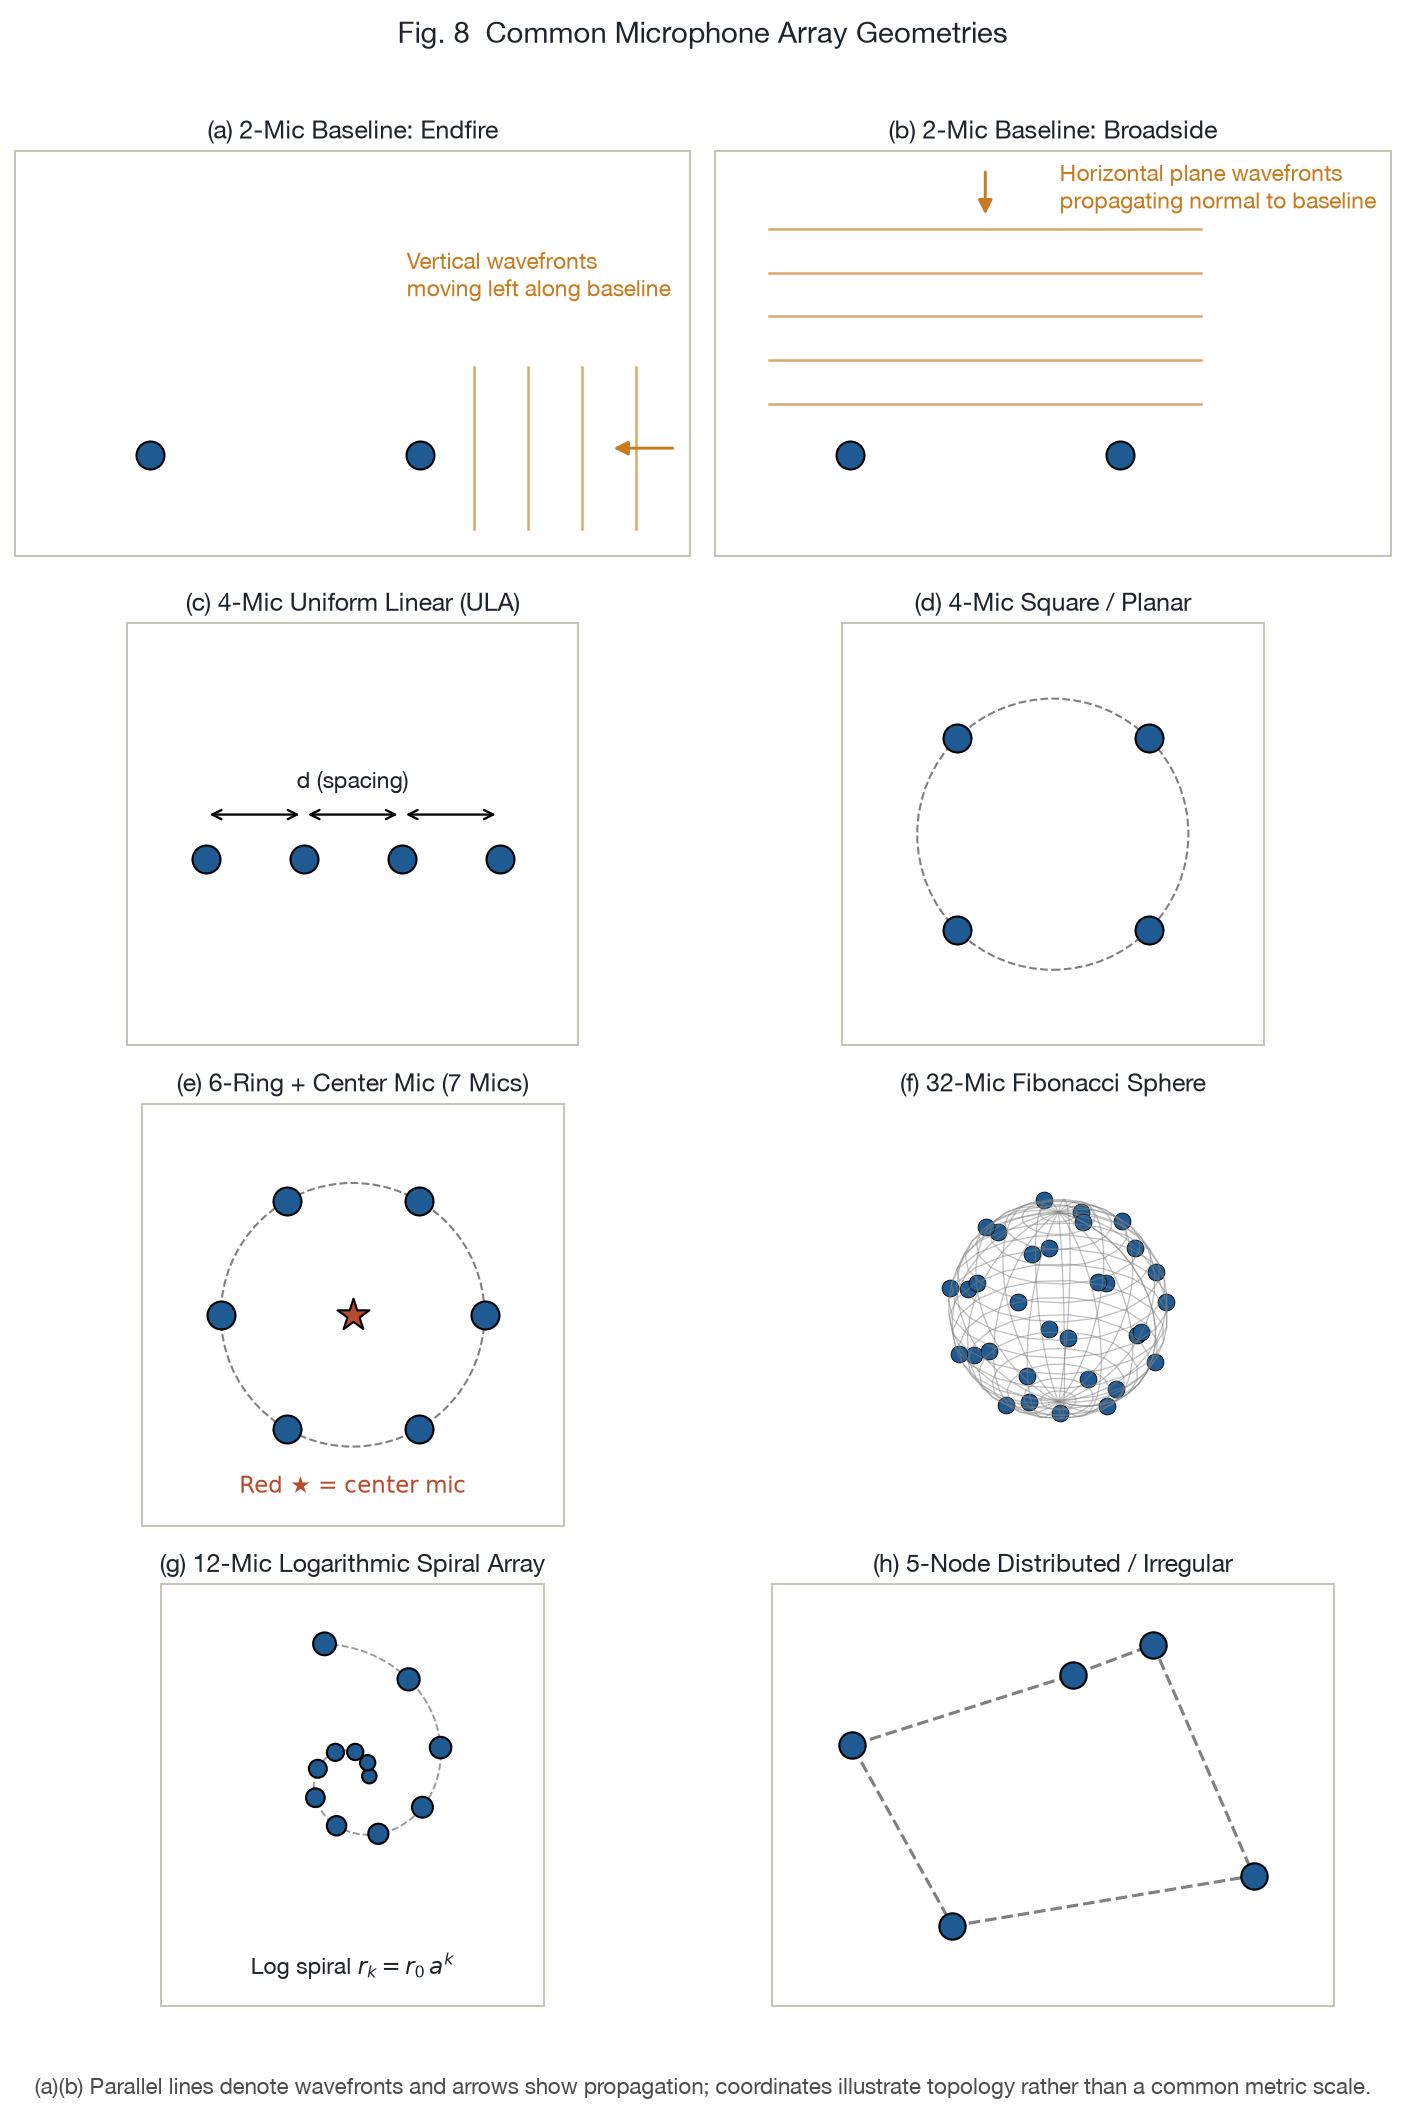 Fig. 8  Common Microphone Array Geometries
(a) 2-Mic Baseline: Endfire
Vertical wavefronts
moving left along baseline
(b) 2-Mic Baseline: Broadside
Horizontal plane wavefronts
propagating normal to baseline
(c) 4-Mic Uniform Linear (ULA)
d (spacing)
(d) 4-Mic Square / Planar
(e) 6-Ring + Center Mic (7 Mics)
Red ★ = center mic
(f) 32-Mic Fibonacci Sphere
(g) 12-Mic Logarithmic Spiral Array
Log spiral $r_k = r_0 a^k$
(h) 5-Node Distributed / Irregular
(a)(b) Parallel lines denote wavefronts and arrows show propagation; coordinates illustrate topology rather than a common metric scale.